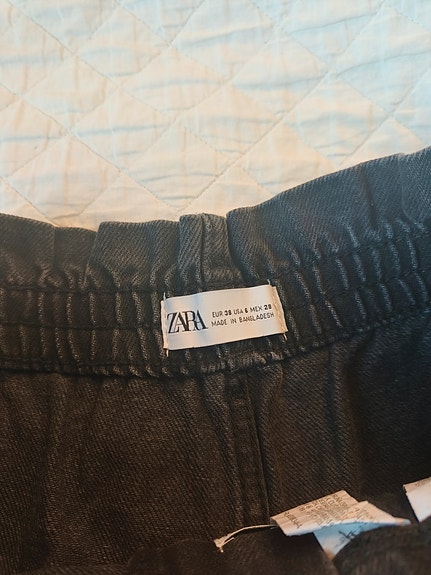 ZARA
EUR 38 USA 6 MEX 28
MADE IN BANGLADESH